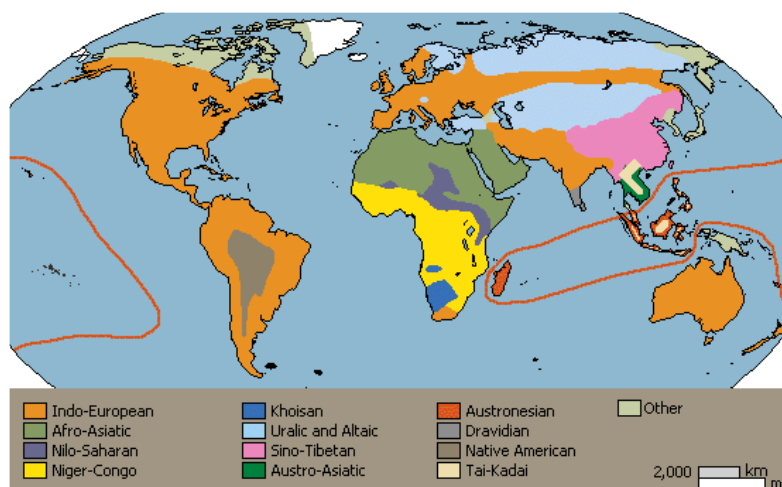 Indo-European
Afro-Asiatic
Nilo-Saharan
Niger-Congo
Khoisan
Uralic and Altaic
Sino-Tibetan
Austro-Asiatic
Austronesian
Dravidian
Native American
Tai-Kadai
Other
2,000 km